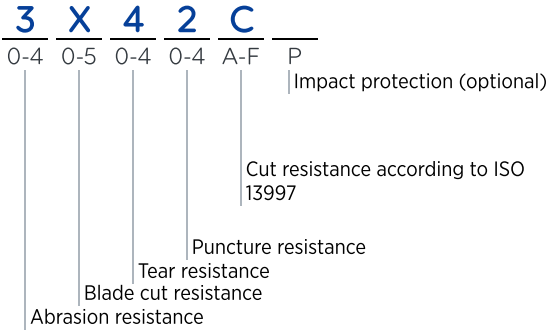 3 X 4 2 C
0-4 0-5 0-4 0-4 A-F P
Impact protection (optional)
Cut resistance according to ISO
13997
Puncture resistance
Tear resistance
Blade cut resistance
Abrasion resistance